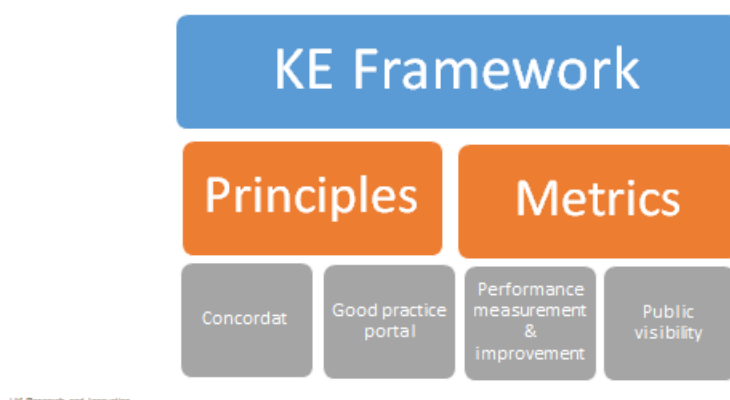 KE Framework
Principles
Metrics
Concordat
Good practice
portal
Performance
measurement
&
improvement
Public
visibility